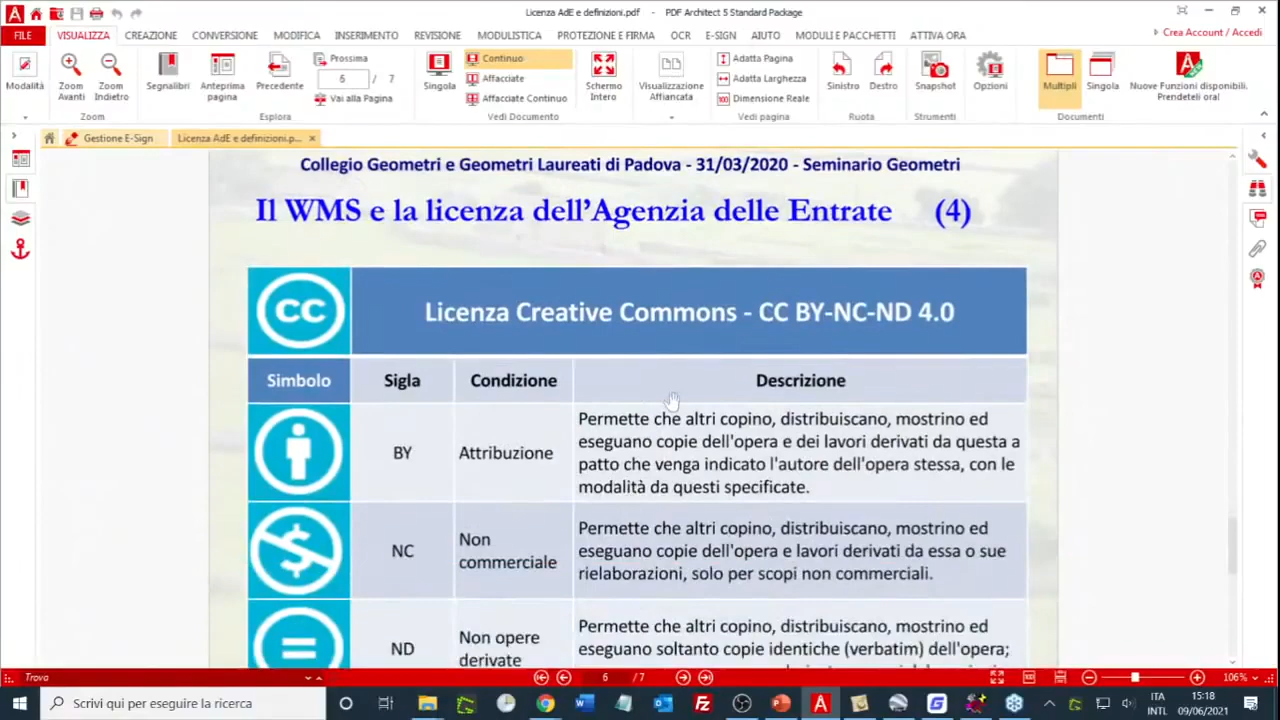 Licenza AdE e definizioni.pdf - PDF Architect 5 Standard Package
FILE VISUALIZZA CREAZIONE CONVERSIONE MODIFICA INSERIMENTO REVISIONE MODULISTICA PROTEZIONE E FIRMA OCR E-SIGN AIUTO MODULI E PACCHETTI ATTIVA ORA Crea Account / Accedi
Modalità
Zoom Avanti
Zoom Indietro
Zoom
Segnalibri
Anteprima pagina
Precedente
Prossima
6 / 7
Vai alla Pagina
Esplora
Singola
Continuo
Affacciate
Affacciate Continuo
Vedi Documento
Schermo Intero
Visualizzazione Affiancata
Adatta Pagina
Adatta Larghezza
Dimensione Reale
Vedi pagina
Sinistro
Destro
Ruota
Snapshot
Strumenti
Opzioni
Multipli
Singola
Documenti
Nuove Funzioni disponibili. Prendeteli ora!
Gestione E-Sign
Licenza AdE e definizioni.p...
Collegio Geometri e Geometri Laureati di Padova - 31/03/2020 - Seminario Geometri
Il WMS e la licenza dell'Agenzia delle Entrate (4)
CC
Licenza Creative Commons - CC BY-NC-ND 4.0
Simbolo Sigla Condizione Descrizione
BY
Attribuzione
Permette che altri copino, distribuiscano, mostrino ed
eseguano copie dell'opera e dei lavori derivati da questa a
patto che venga indicato l'autore dell'opera stessa, con le
modalità da questi specificate.
NC
Non
commerciale
Permette che altri copino, distribuiscano, mostrino ed
eseguano copie dell'opera e lavori derivati da essa o sue
rielaborazioni, solo per scopi non commerciali.
ND
Non opere
derivate
Permette che altri copino, distribuiscano, mostrino ed
eseguano soltanto copie identiche (verbatim) dell'opera;
Trova
6 /7
106%
Scrivi qui per eseguire la ricerca
ITA
INTL
15:18
09/06/2021